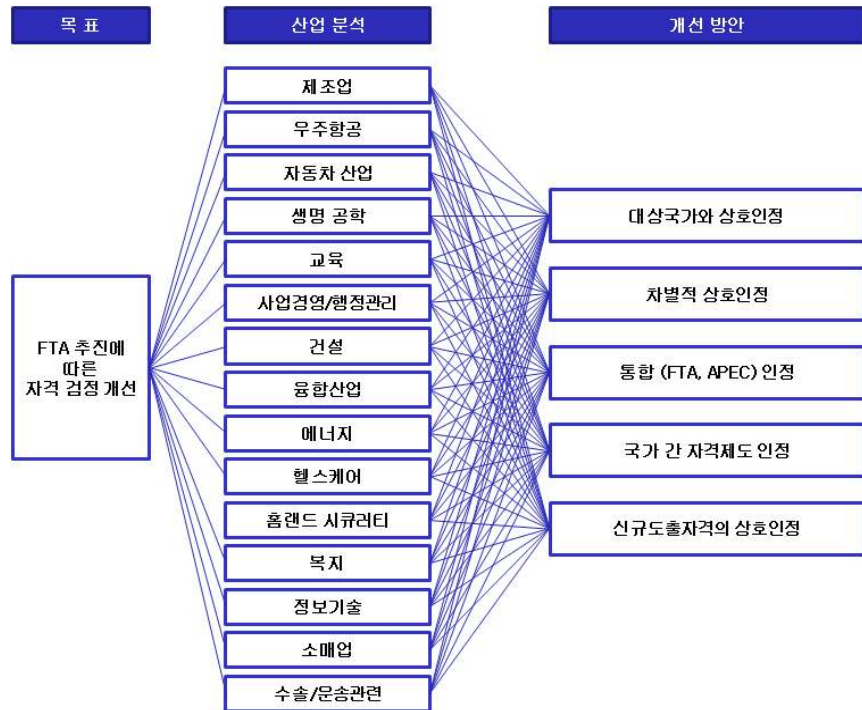 목 표
산업 분석
개선 방안
FTA 추진에
따른
자격 검정 개선
제조업
우주항공
자동차 산업
생명 공학
교육
사업경영/행정관리
건설
융합산업
에너지
헬스케어
홈랜드 시큐러티
복지
정보기술
소매업
수솔/운송관련
대상국가와 상호인정
차별적 상호인정
통합 (FTA, APEC) 인정
국가 간 자격제도 인정
신규도출자격의 상호인정